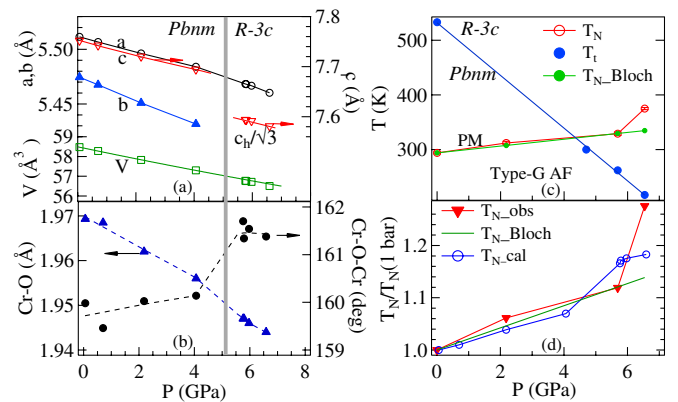 Pbnm R-3c
a,b (Å)
5.50
5.45
a
c
b
7.8
7.7
7.6
c (Å)
c_h/√3
V (Å³)
59
58
57
56
V
(a)
Cr-O
1.97
1.96
1.95
1.94
162
161
160
159
Cr-O-Cr (deg)
(b)
0 2 4 6 8
P (GPa)
T (K)
500
400
300
R-3c
Pbnm
T_N
T_t
T_N_Bloch
PM
Type-G AF
(c)
T_N/T_N(1 bar)
1.2
1.1
1.0
T_N_obs
T_N_Bloch
T_N_cal
(d)
0 2 4 6
P (GPa)